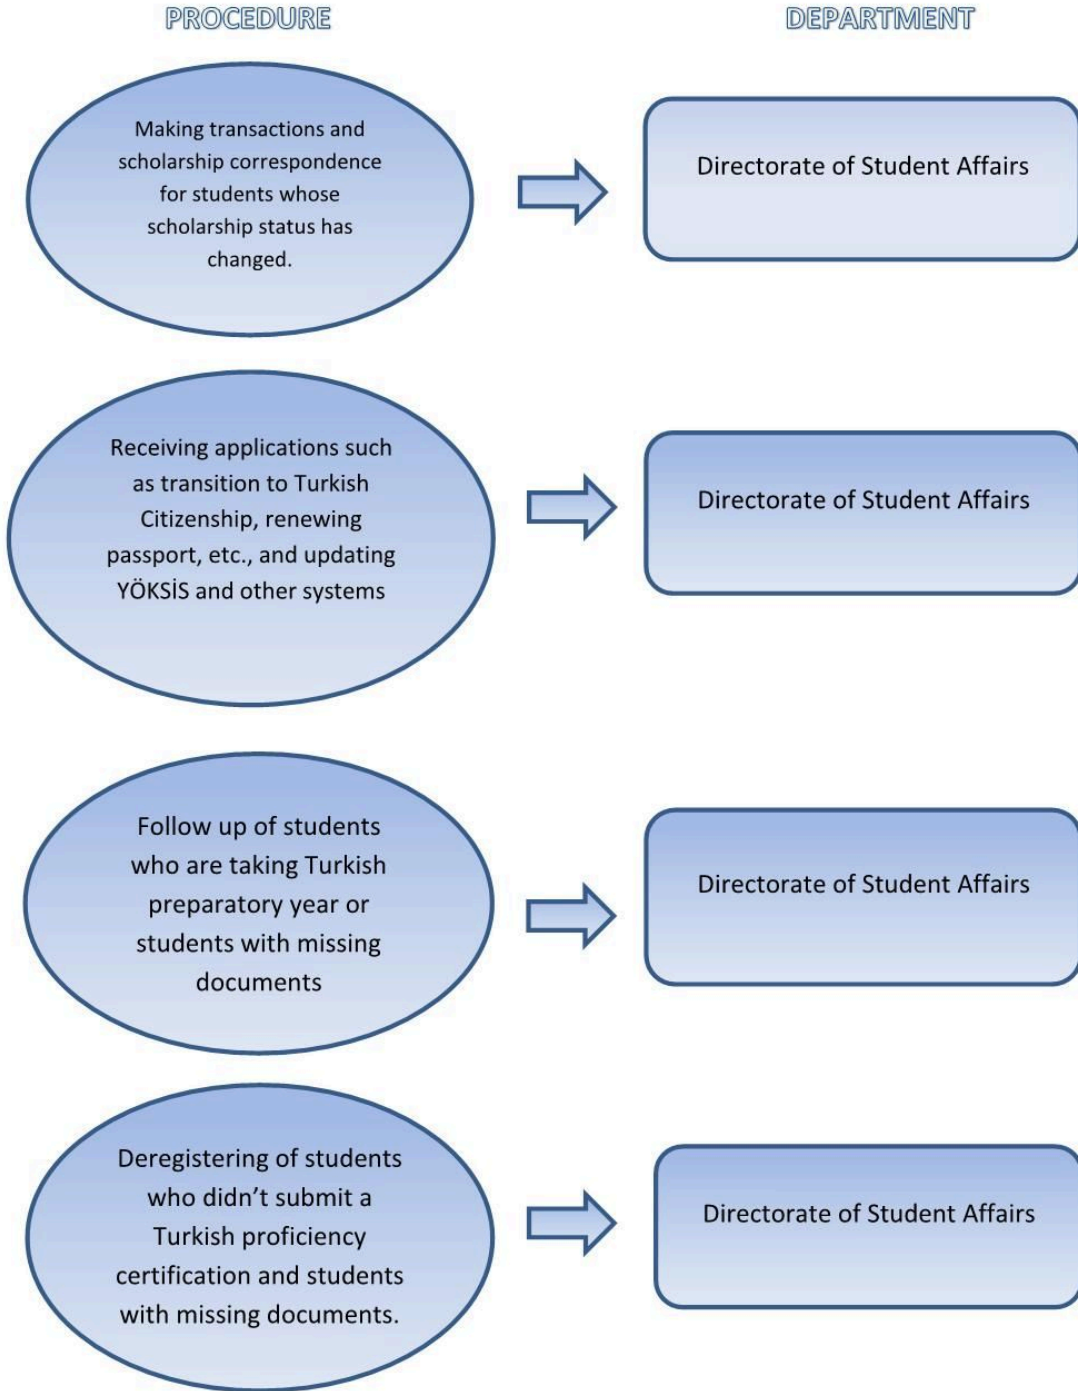 PROCEDURE
DEPARTMENT
Making transactions and
scholarship correspondence
for students whose
scholarship status has
changed.
Directorate of Student Affairs
Receiving applications such
as transition to Turkish
Citizenship, renewing
passport, etc., and updating
YÖKSİS and other systems
Directorate of Student Affairs
Follow up of students
who are taking Turkish
preparatory year or
students with missing
documents
Directorate of Student Affairs
Deregistering of students
who didn’t submit a
Turkish proficiency
certification and students
with missing documents.
Directorate of Student Affairs